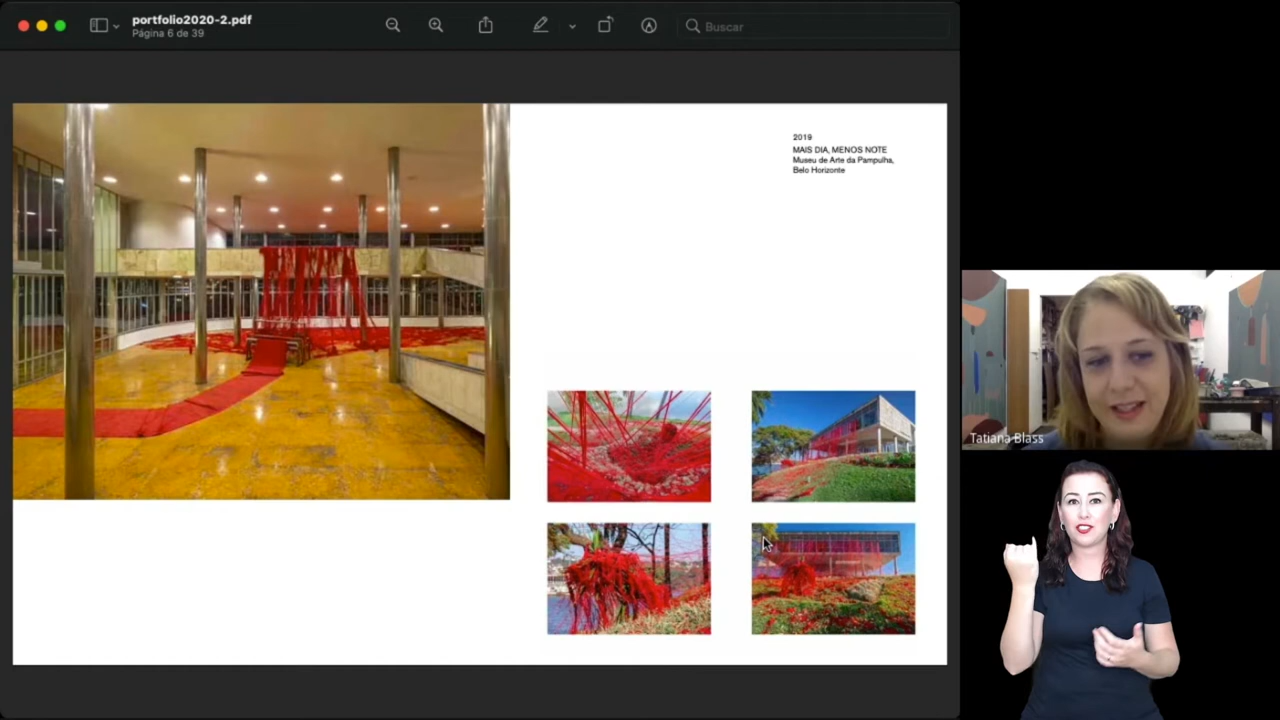 portfolio2020-2.pdf
Página 6 de 39
Buscar
2019
MAIS DIA, MENOS NOTE
Museu de Arte da Pampulha,
Belo Horizonte
Tatiana Blass